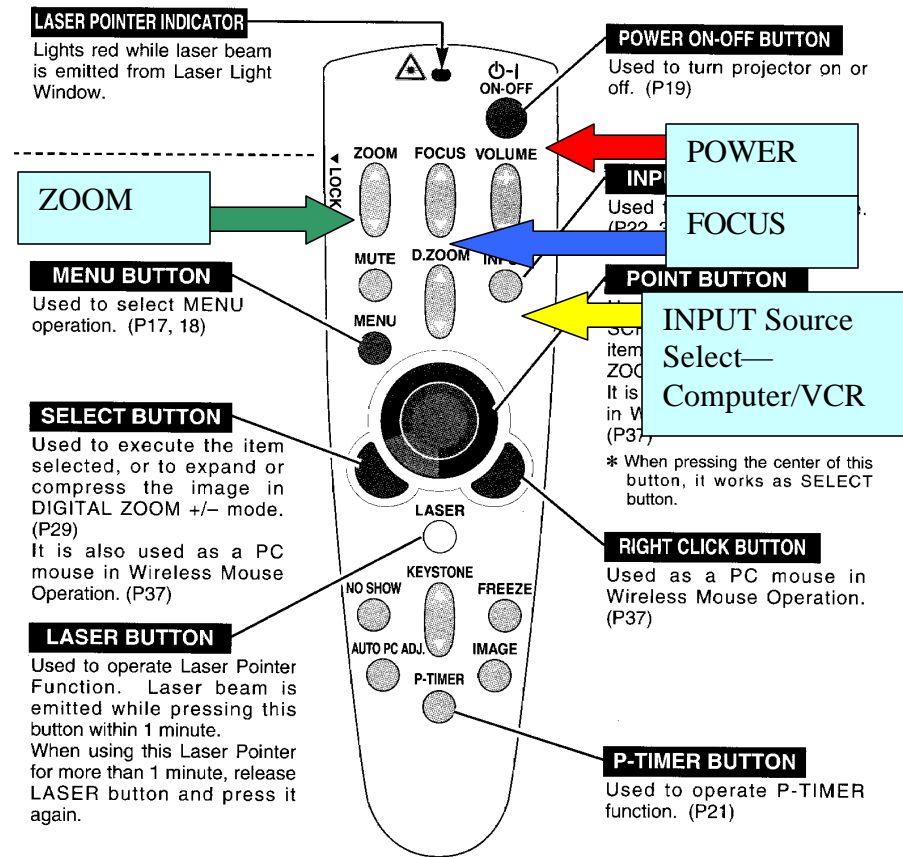 LASER POINTER INDICATOR
Lights red while laser beam
is emitted from Laser Light
Window.
POWER ON-OFF BUTTON
Used to turn projector on or
off. (P19)
ON-OFF
ZOOM FOCUS VOLUME
LOCK
POWER
ZOOM
Used
FOCUS
MUTE D.ZOOM
MENU BUTTON
Used to select MENU
operation. (P17, 18)
MENU
POINT BUTTON
INPUT Source
Select—
Computer/VCR
item
It is
in
(P37)
* When pressing the center of this
button, it works as SELECT
button.
SELECT BUTTON
Used to execute the item
selected, or to expand or
compress the image in
DIGITAL ZOOM +/– mode.
(P29)
It is also used as a PC
mouse in Wireless Mouse
Operation. (P37)
LASER
RIGHT CLICK BUTTON
Used as a PC mouse in
Wireless Mouse Operation.
(P37)
NO SHOW KEYSTONE FREEZE
AUTO PC ADJ. IMAGE
P-TIMER
LASER BUTTON
Used to operate Laser Pointer
Function. Laser beam is
emitted while pressing this
button within 1 minute.
When using this Laser Pointer
for more than 1 minute, release
LASER button and press it
again.
P-TIMER BUTTON
Used to operate P-TIMER
function. (P21)